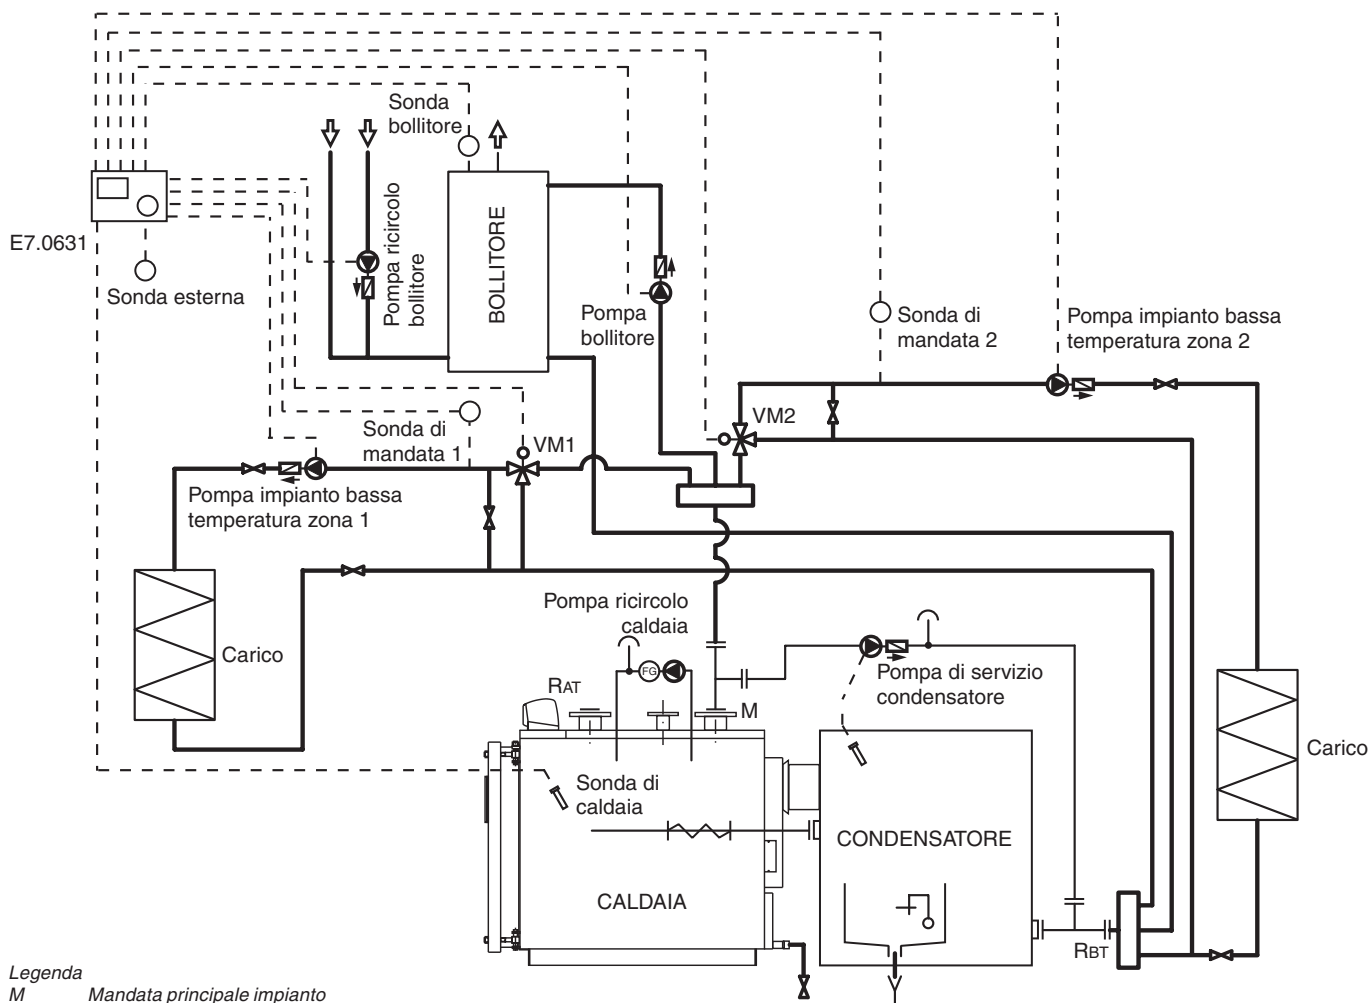 Sonda
bollitore
E7.0631
Sonda esterna
Pompa ricircolo
bollitore
BOLLITORE
Pompa
bollitore
Sonda di
mandata 2
Pompa impianto bassa
temperatura zona 2
VM2
Sonda di
mandata 1
VM1
Pompa impianto bassa
temperatura zona 1
Carico
Pompa ricircolo
caldaia
FG
RAT
M
Pompa di servizio
condensatore
Carico
Sonda di
caldaia
CONDENSATORE
CALDAIA
RBT
Legenda
M Mandata principale impianto